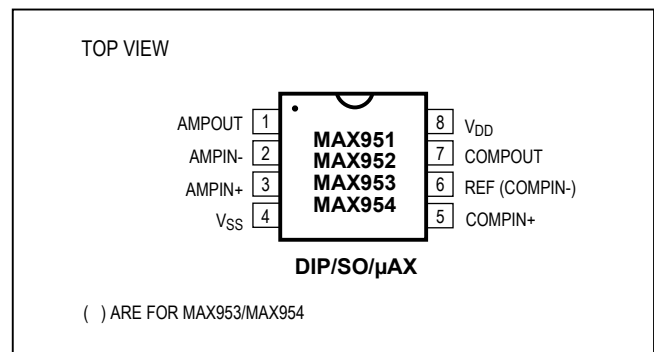 TOP VIEW
AMPOUT 1
AMPIN- 2
AMPIN+ 3
VSS 4
MAX951
MAX952
MAX953
MAX954
8 VDD
7 COMPOUT
6 REF (COMPIN-)
5 COMPIN+
DIP/SO/µAX
( ) ARE FOR MAX953/MAX954